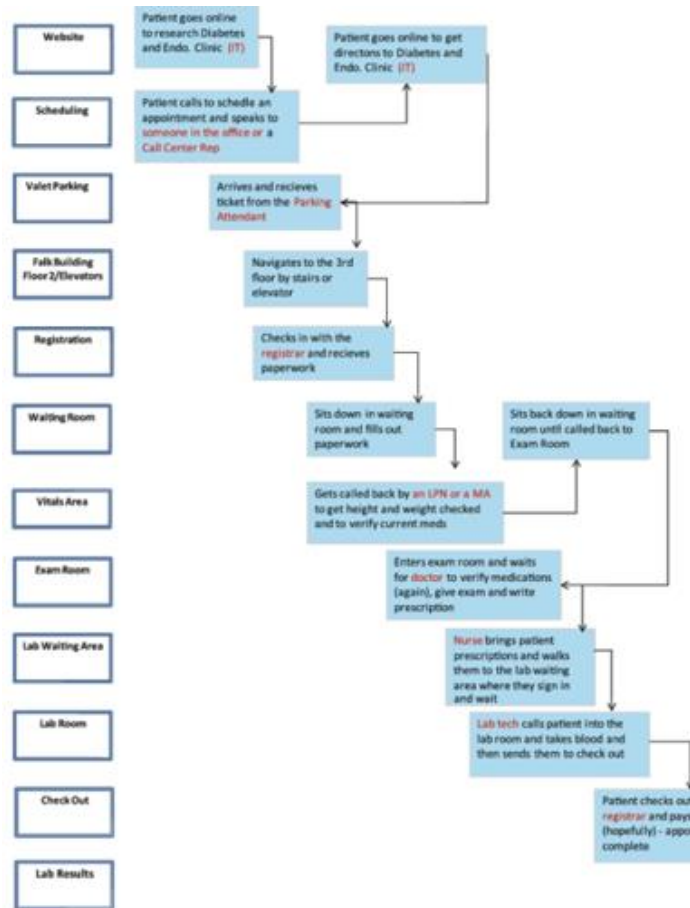 Website
Patient goes online
to research Diabetes
and Endo. Clinic (IT)
Patient goes online to get
directons to Diabetes and
Endo. Clinic (IT)
Scheduling
Patient calls to schedle an
appointment and speaks to
someone in the office or a
Call Center Rep
Valet Parking
Arrives and recieves
ticket from the Parking
Attendant
Falk Building
Floor 2/Elevators
Navigates to the 3rd
floor by stairs or
elevator
Registration
Checks in with the
registrar and recieves
paperwork
Waiting Room
Sits down in waiting
room and fills out
paperwork
Sits back down in waiting
room until called back to
Exam Room
Vitals Area
Gets called back by an LPN or a MA
to get height and weight checked
and to verify current meds
Exam Room
Enters exam room and waits
for doctor to verify medications
(again), give exam and write
prescription
Lab Waiting Area
Nurse brings patient
prescriptions and walks
them to the lab waiting
area where they sign in
and wait
Lab Room
Lab tech calls patient into the
lab room and takes blood and
then sends them to check out
Check Out
Patient checks out
registrar and pays
(hopefully) - appo
complete
Lab Results